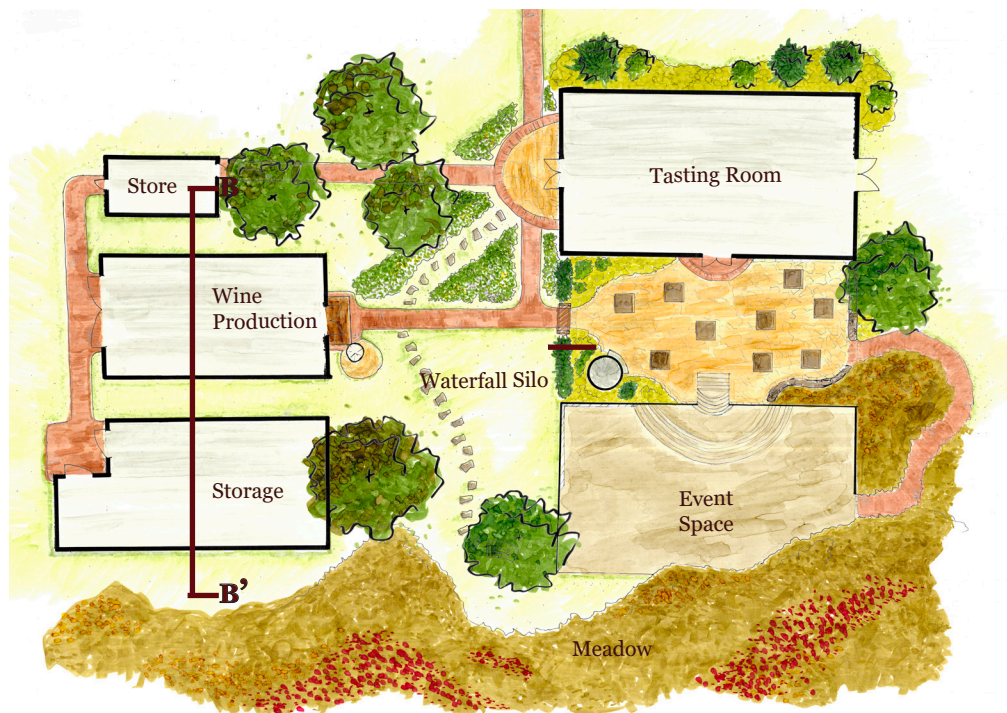 Tasting Room
Store
B
Wine
Production
Waterfall Silo
Storage
Event
Space
B’
Meadow